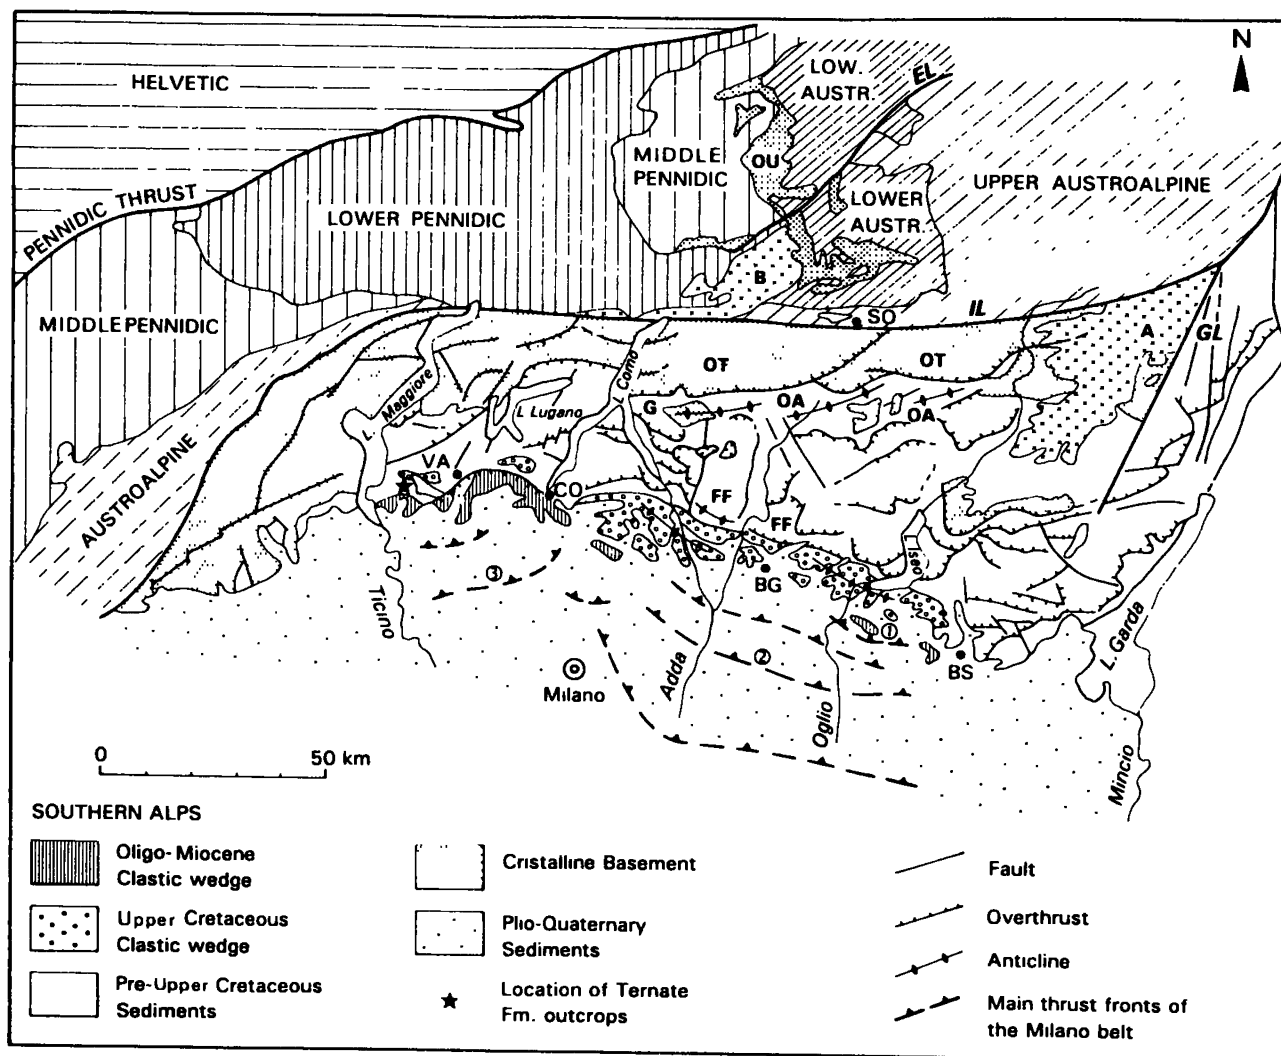 N
HELVETIC
LOW.
AUSTR.
EL
MIDDLE
PENNIDIC
OU
PENNIDIC THRUST
LOWER PENNIDIC
LOWER
AUSTR.
UPPER AUSTROALPINE
B
MIDDLE PENNIDIC
SO
IL
A
GL
OT
OT
L. Maggiore
L. Lugano
L. Como
G
OA
OA
AUSTROALPINE
VA
CO
FF
FF
L. Iseo
BG
BS
L. Garda
3
2
1
Ticino
Milano
Adda
Oglio
Mincio
0 50 km
SOUTHERN ALPS
Oligo-Miocene
Clastic wedge
Upper Cretaceous
Clastic wedge
Pre-Upper Cretaceous
Sediments
Cristalline Basement
Plio-Quaternary
Sediments
Location of Ternate
Fm. outcrops
Fault
Overthrust
Anticline
Main thrust fronts of
the Milano belt